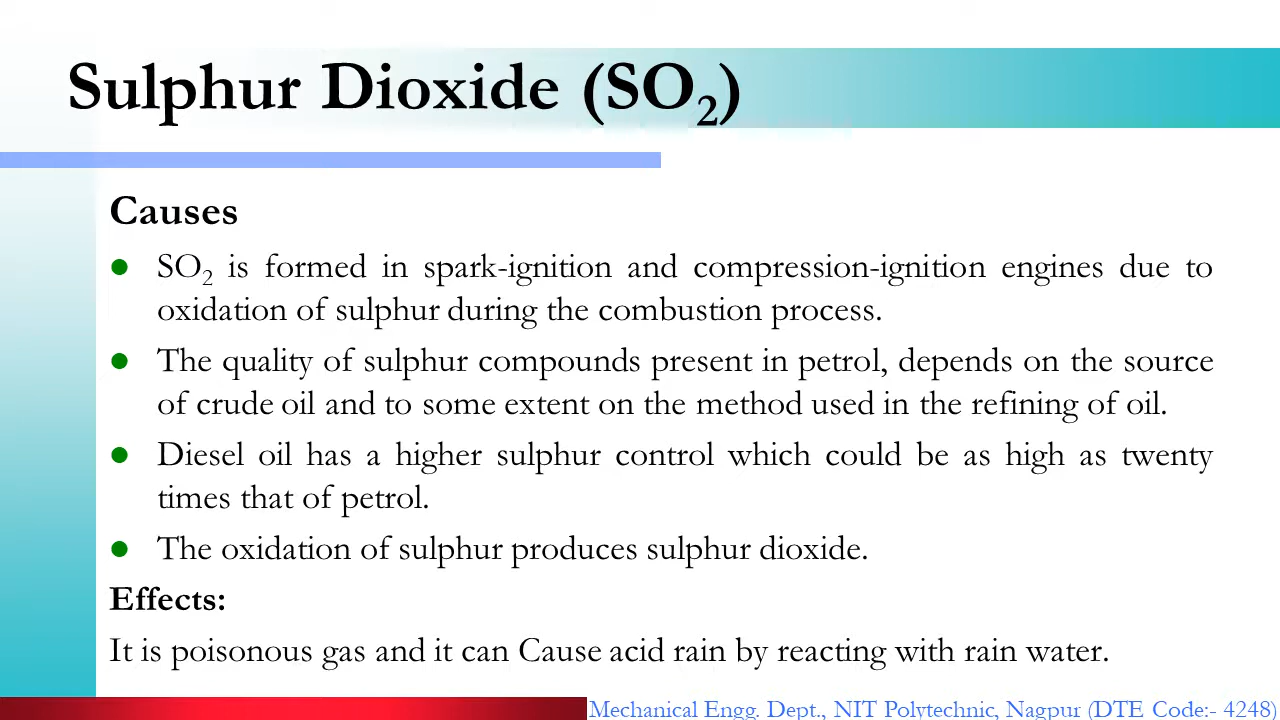 Sulphur Dioxide (SO₂)
Causes
● SO₂ is formed in spark-ignition and compression-ignition engines due to
oxidation of sulphur during the combustion process.
● The quality of sulphur compounds present in petrol, depends on the source
of crude oil and to some extent on the method used in the refining of oil.
● Diesel oil has a higher sulphur control which could be as high as twenty
times that of petrol.
● The oxidation of sulphur produces sulphur dioxide.
Effects:
It is poisonous gas and it can Cause acid rain by reacting with rain water.
Mechanical Engg. Dept., NIT Polytechnic, Nagpur (DTE Code:- 4248)